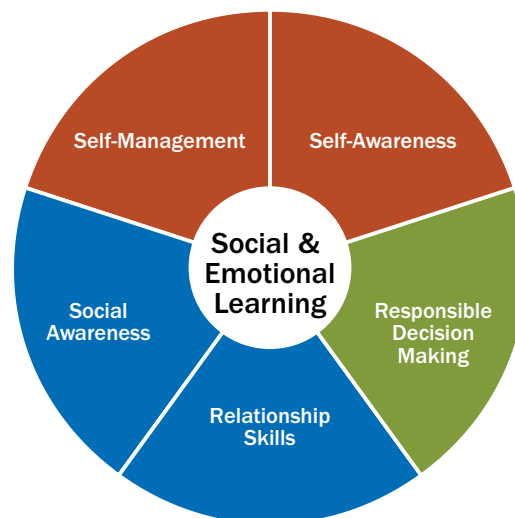 Self-Management
Self-Awareness
Social &
Emotional
Learning
Social
Awareness
Responsible
Decision
Making
Relationship
Skills